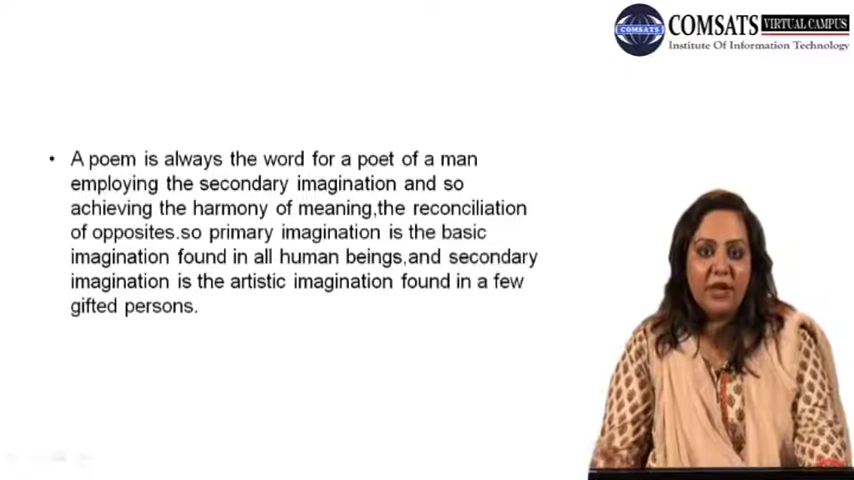 COMSATS VIRTUAL CAMPUS
Institute Of Information Technology
COMSATS
• A poem is always the word for a poet of a man
employing the secondary imagination and so
achieving the harmony of meaning,the reconciliation
of opposites.so primary imagination is the basic
imagination found in all human beings,and secondary
imagination is the artistic imagination found in a few
gifted persons.